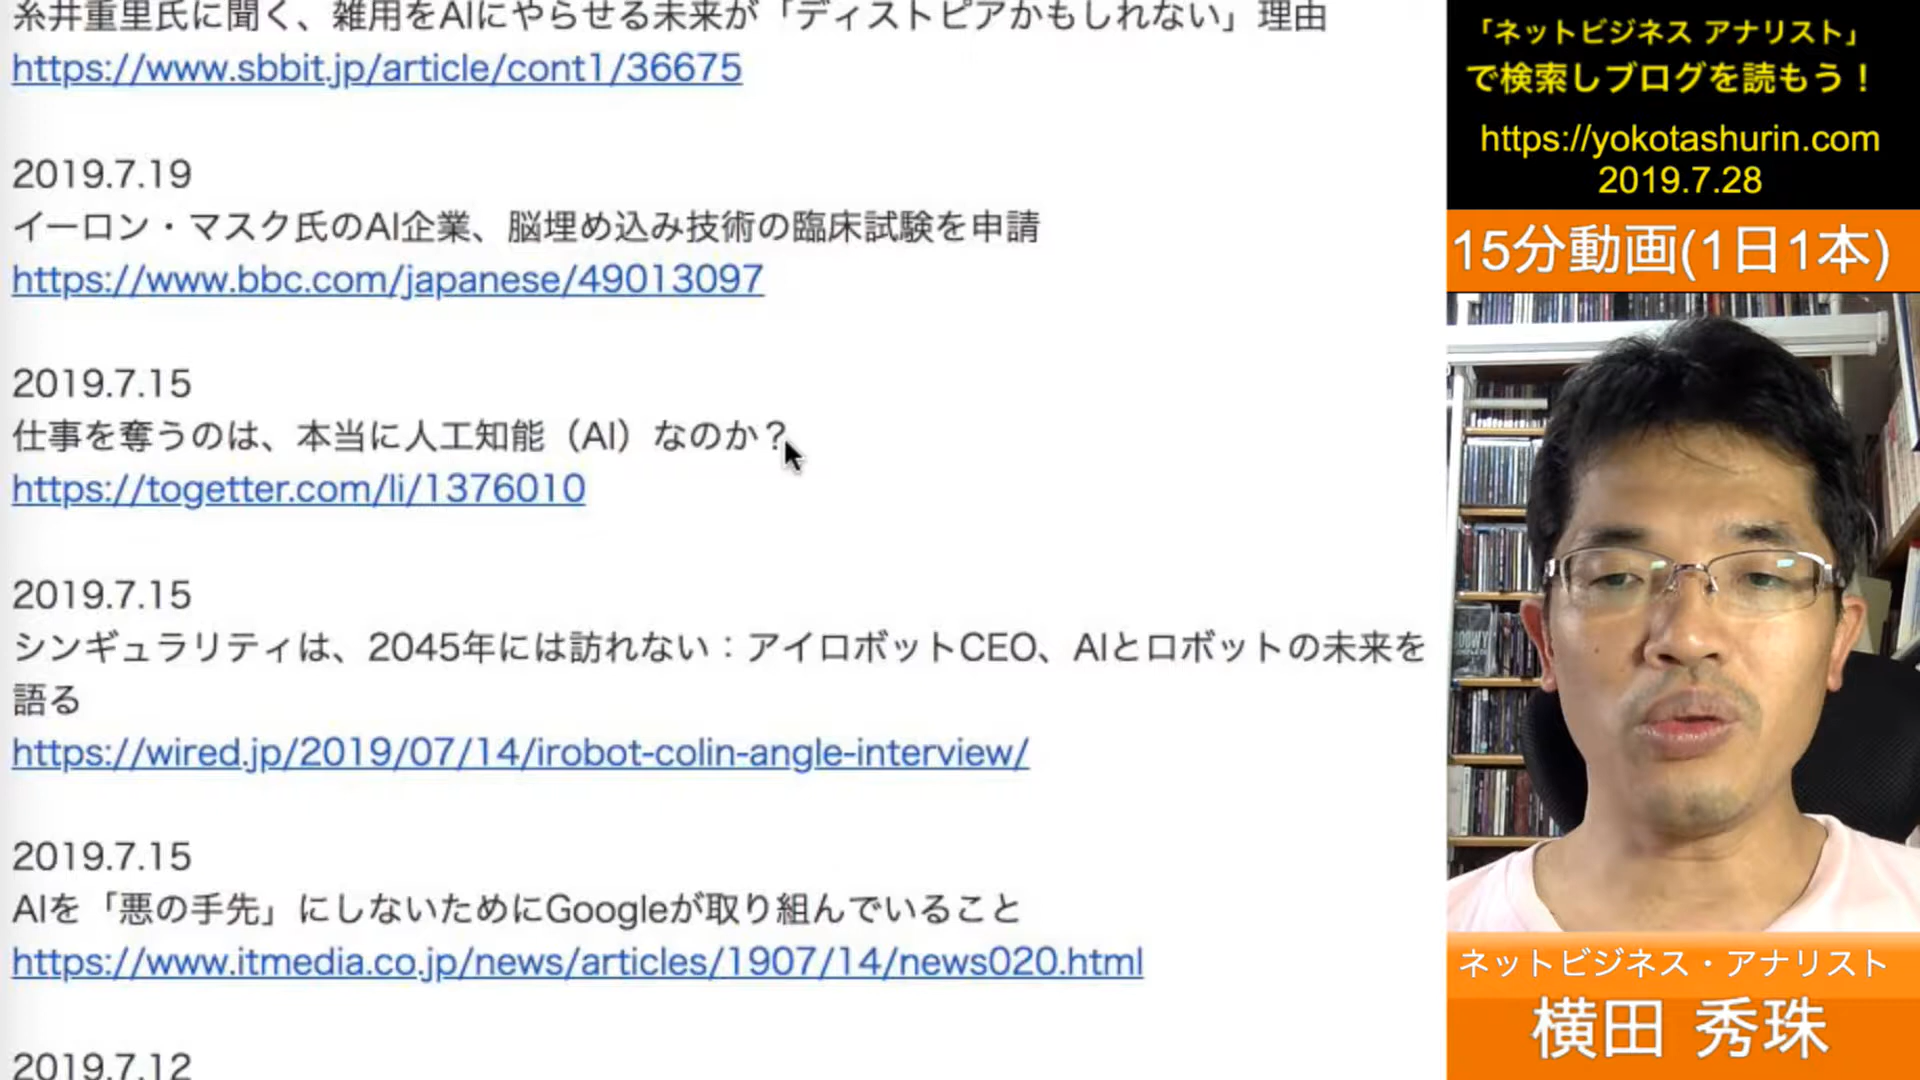 糸井重里氏に聞く、雑用をAIにやらせる未来が「ディストピアかもしれない」理由
https://www.sbbit.jp/article/cont1/36675
2019.7.19
イーロン・マスク氏のAI企業、脳埋め込み技術の臨床試験を申請
https://www.bbc.com/japanese/49013097
2019.7.15
仕事を奪うのは、本当に人工知能（AI）なのか？
https://togetter.com/li/1376010
2019.7.15
シンギュラリティは、2045年には訪れない：アイロボットCEO、AIとロボットの未来を
語る
https://wired.jp/2019/07/14/irobot-colin-angle-interview/
2019.7.15
AIを「悪の手先」にしないためにGoogleが取り組んでいること
https://www.itmedia.co.jp/news/articles/1907/14/news020.html
2019.7.12
「ネットビジネス アナリスト」
で検索しブログを読もう！
https://yokotashurin.com
2019.7.28
15分動画(1日1本)
ネットビジネス・アナリスト
横田 秀珠